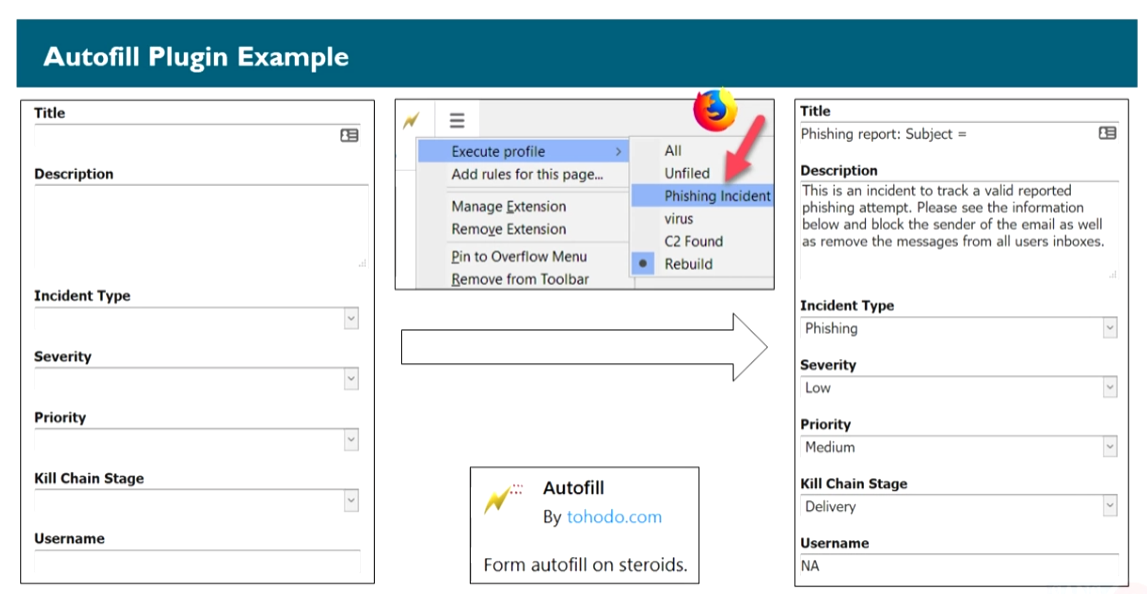 Autofill Plugin Example
Title
Description
Incident Type
Severity
Priority
Kill Chain Stage
Username
Execute profile
Add rules for this page...
Manage Extension
Remove Extension
Pin to Overflow Menu
Remove from Toolbar
All
Unfiled
Phishing Incident
virus
C2 Found
Rebuild
Autofill
By tohodo.com
Form autofill on steroids.
Title
Phishing report: Subject =
Description
This is an incident to track a valid reported
phishing attempt. Please see the information
below and block the sender of the email as well
as remove the messages from all users inboxes.
Incident Type
Phishing
Severity
Low
Priority
Medium
Kill Chain Stage
Delivery
Username
NA